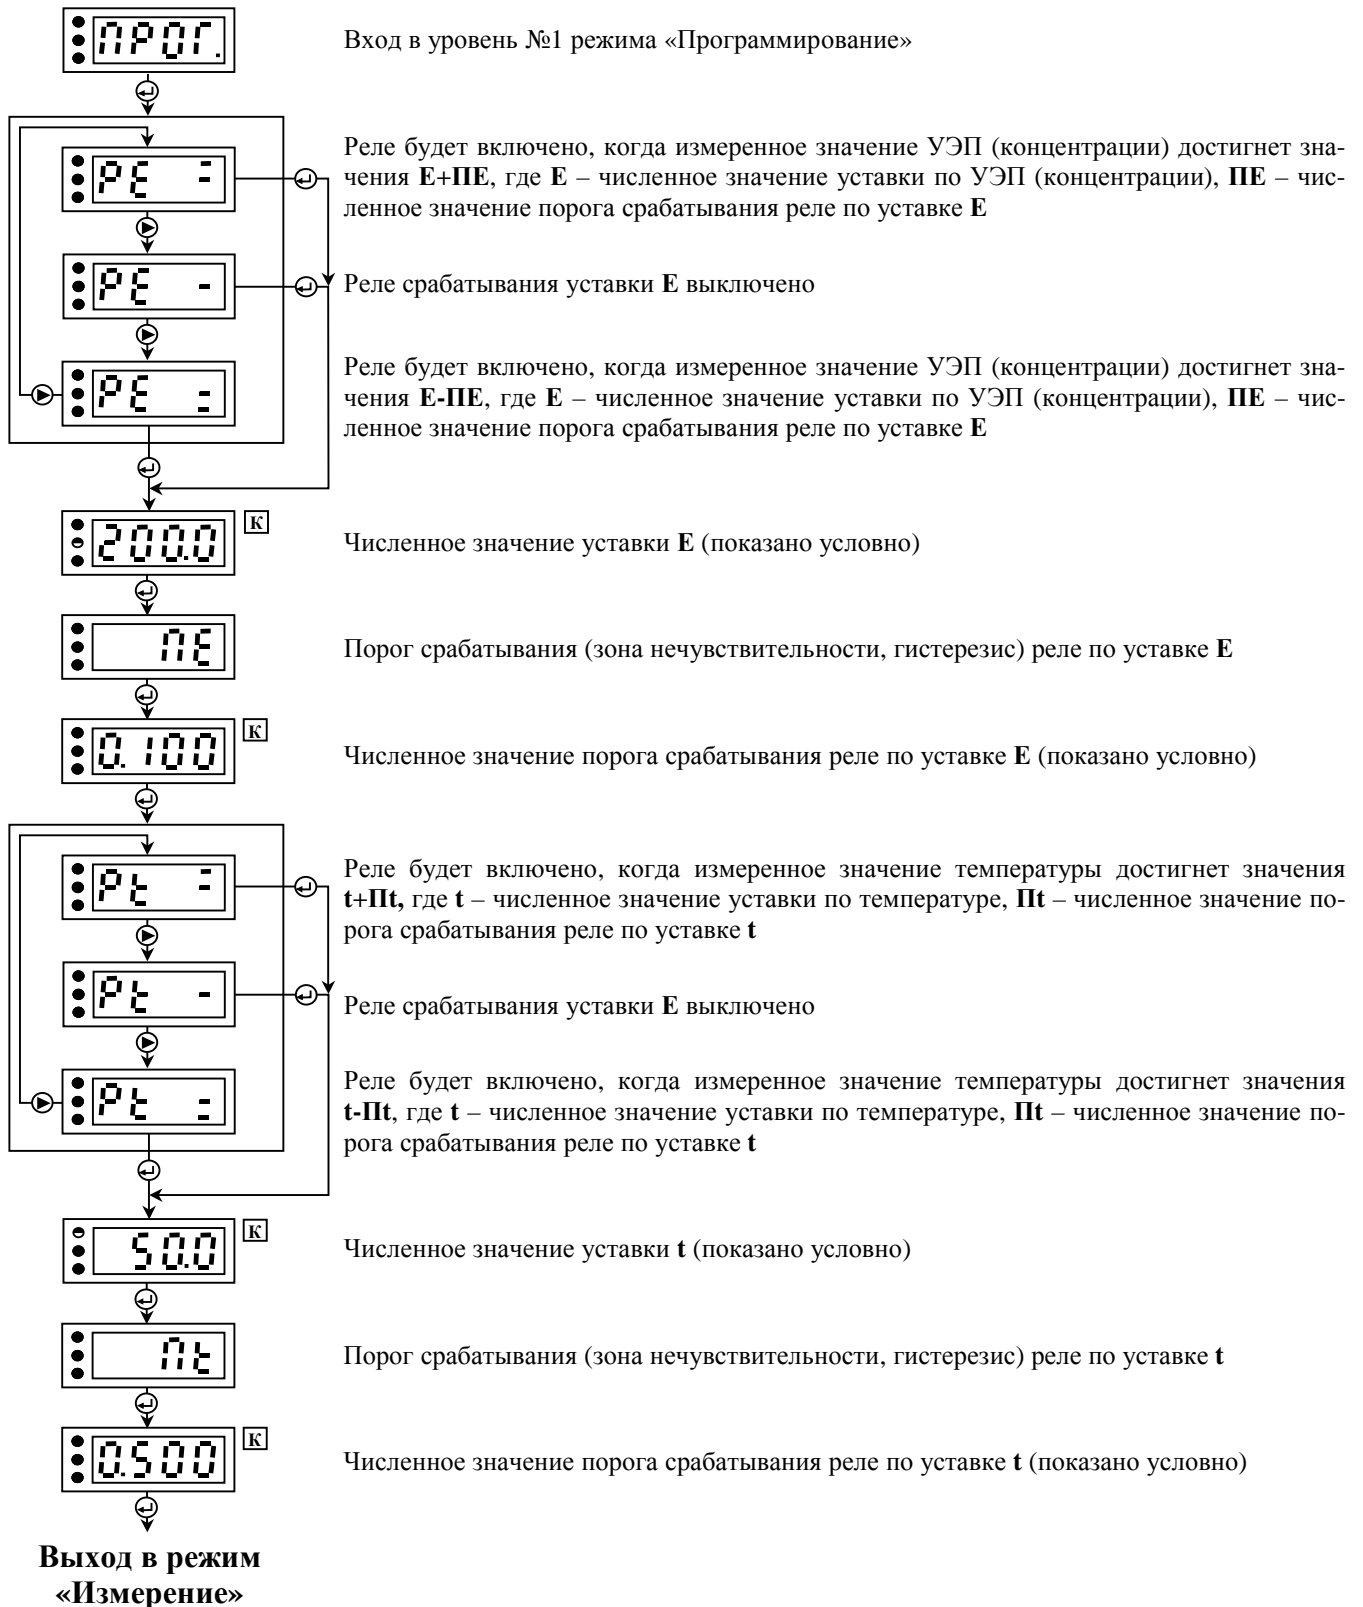 ПРОГ.
Вход в уровень №1 режима «Программирование»
Реле будет включено, когда измеренное значение УЭП (концентрации) достигнет зна-
PE
чения Е+ПЕ, где Е – численное значение уставки по УЭП (концентрации), ПЕ – чис-
ленное значение порога срабатывания реле по уставке Е
PE -
Реле срабатывания уставки Е выключено
Реле будет включено, когда измеренное значение УЭП (концентрации) достигнет зна-
PE
чения Е-ПЕ, где Е – численное значение уставки по УЭП (концентрации), ПЕ – чис-
ленное значение порога срабатывания реле по уставке Е
200.0 К
Численное значение уставки Е (показано условно)
ПЕ
Порог срабатывания (зона нечувствительности, гистерезис) реле по уставке Е
0.100 К
Численное значение порога срабатывания реле по уставке Е (показано условно)
Реле будет включено, когда измеренное значение температуры достигнет значения
Pt
t+Пt, где t – численное значение уставки по температуре, Пt – численное значение по-
рога срабатывания реле по уставке t
Pt -
Реле срабатывания уставки Е выключено
Реле будет включено, когда измеренное значение температуры достигнет значения
Pt
t-Пt, где t – численное значение уставки по температуре, Пt – численное значение по-
рога срабатывания реле по уставке t
50.0 К
Численное значение уставки t (показано условно)
Пt
Порог срабатывания (зона нечувствительности, гистерезис) реле по уставке t
0.500 К
Численное значение порога срабатывания реле по уставке t (показано условно)
Выход в режим
«Измерение»